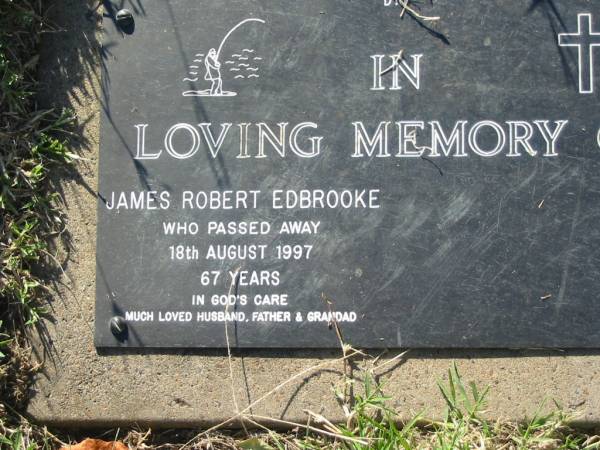 IN
LOVING MEMORY
JAMES ROBERT EDBROOKE
WHO PASSED AWAY
18th AUGUST 1997
67 YEARS
IN GOD'S CARE
MUCH LOVED HUSBAND, FATHER & GRANDAD